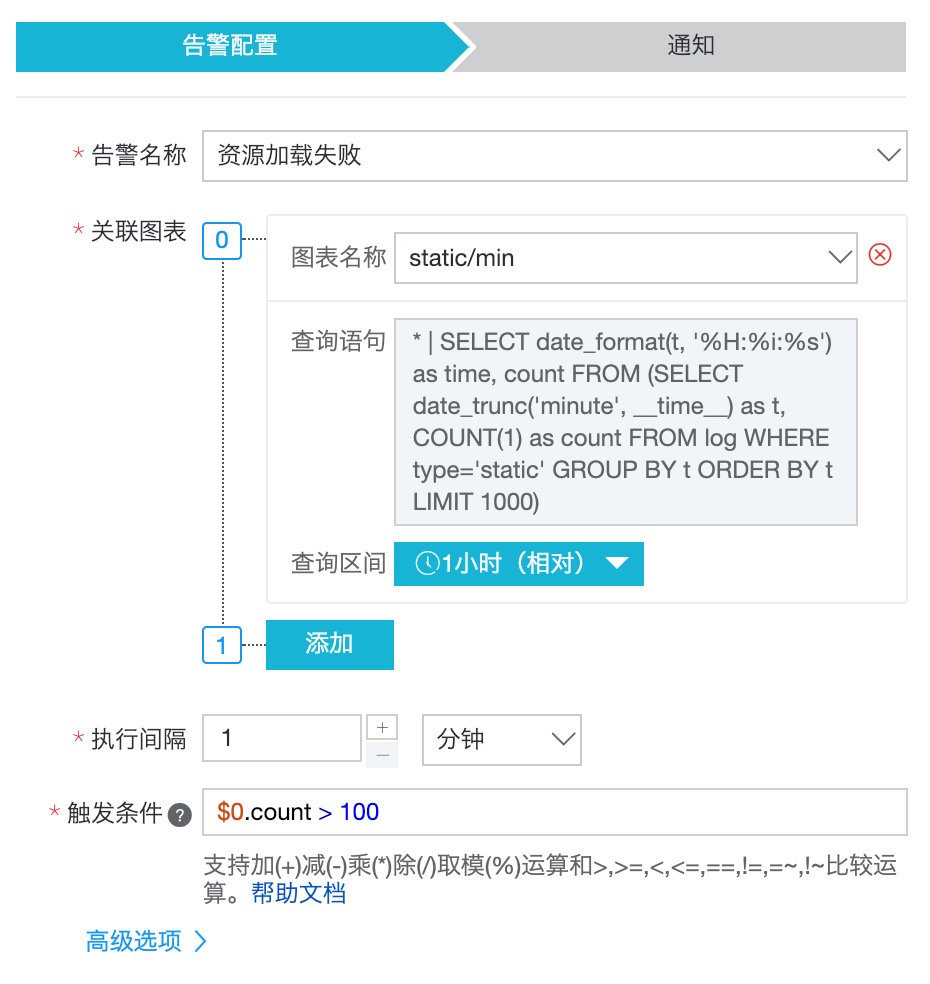 告警配置
通知
* 告警名称 资源加载失败
* 关联图表 0
图表名称 static/min
查询语句 * | SELECT date_format(t, '%H:%i:%s')
as time, count FROM (SELECT
date_trunc('minute', __time__) as t,
COUNT(1) as count FROM log WHERE
type='static' GROUP BY t ORDER BY t
LIMIT 1000)
查询区间 1小时（相对）
1 添加
* 执行间隔 1 + − 分钟
* 触发条件 ? $0.count > 100
支持加(+)减(-)乘(*)除(/)取模(%)运算和>,>=,<,<=,==,!=,=~,!~比较运
算。帮助文档
高级选项